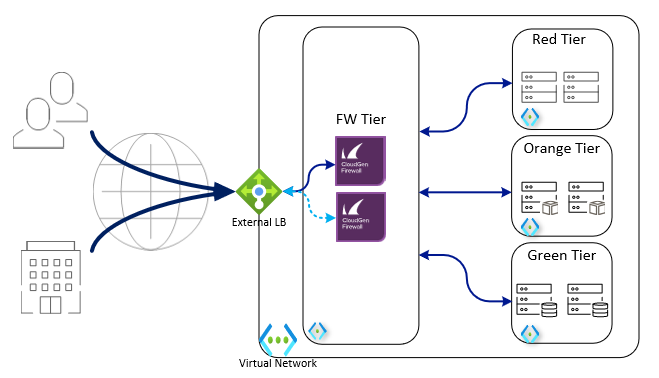 Red Tier
FW Tier
CloudGen
Firewall
Orange Tier
CloudGen
Firewall
External LB
Green Tier
Virtual Network